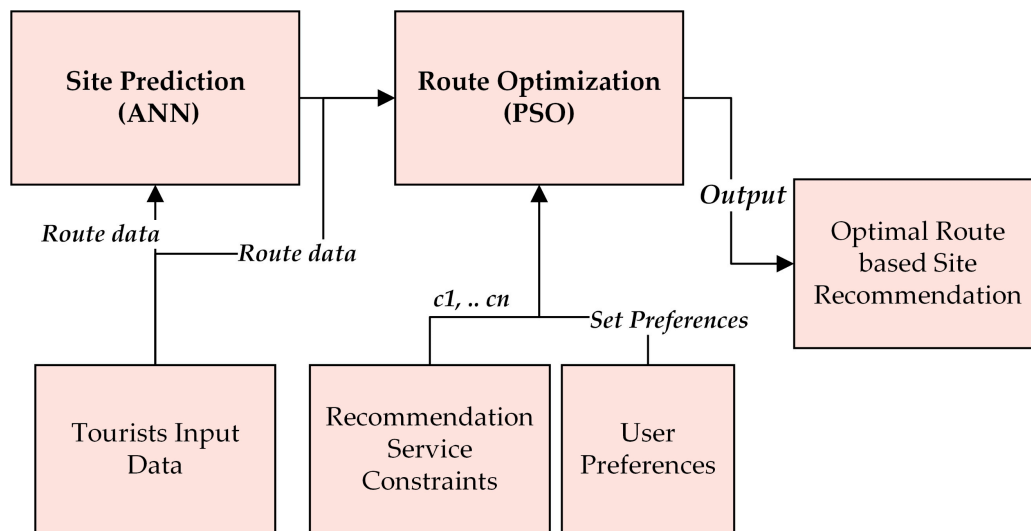 Site Prediction
(ANN)
Route Optimization
(PSO)
Output
Optimal Route
based Site
Recommendation
Route data
Route data
c1, .. cn
Set Preferences
Tourists Input
Data
Recommendation
Service
Constraints
User
Preferences